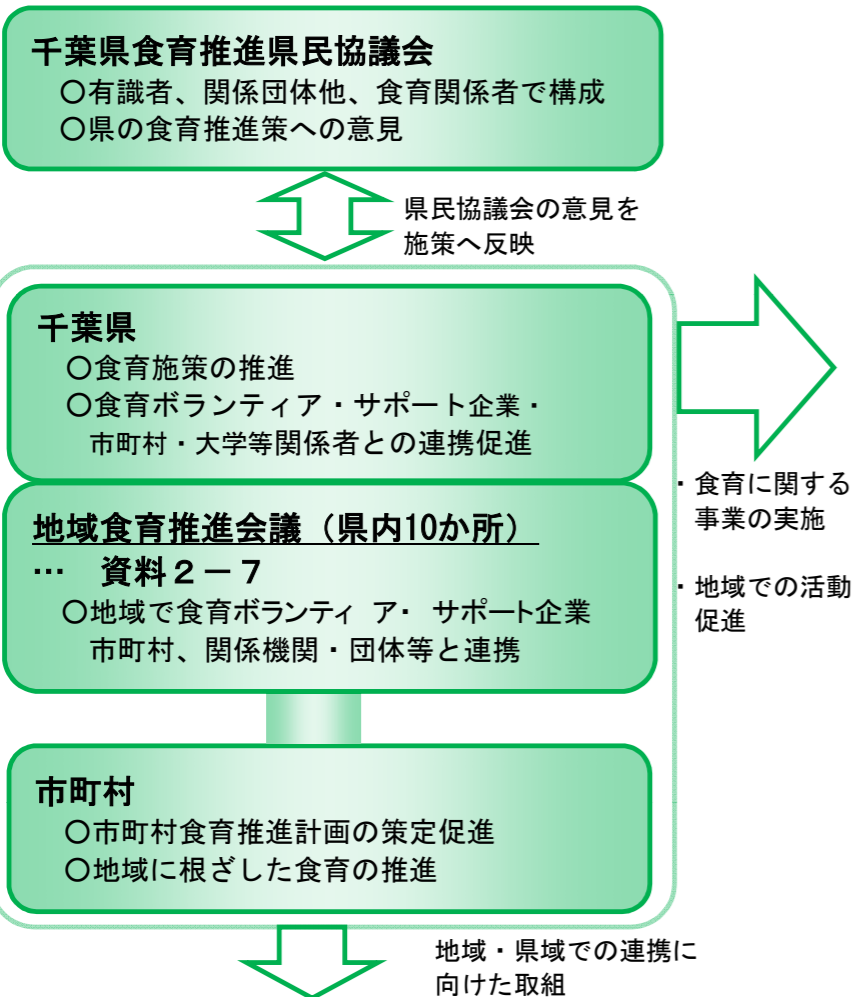 千葉県食育推進県民協議会
○有識者、関係団体他、食育関係者で構成
○県の食育推進策への意見
県民協議会の意見を
施策へ反映
千葉県
○食育施策の推進
○食育ボランティア・サポート企業・
市町村・大学等関係者との連携促進
地域食育推進会議（県内10か所）
… 資料２－７
○地域で食育ボランティ ア・ サポート企業
市町村、関係機関・団体等と連携
・食育に関する
事業の実施
・地域での活動
促進
市町村
○市町村食育推進計画の策定促進
○地域に根ざした食育の推進
地域・県域での連携に
向けた取組